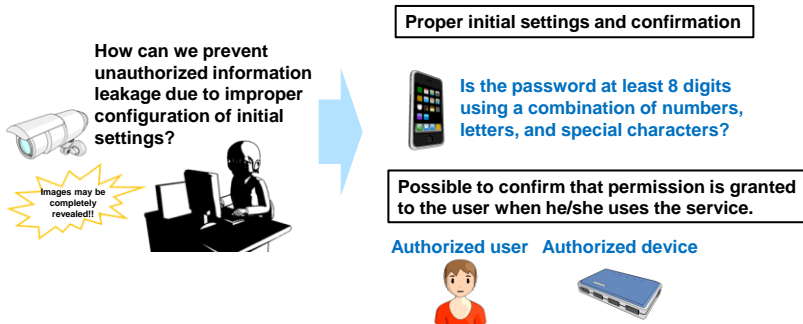 How can we prevent
unauthorized information
leakage due to improper
configuration of initial
settings?
Images may be
completely
revealed!!
Proper initial settings and confirmation
Is the password at least 8 digits
using a combination of numbers,
letters, and special characters?
Possible to confirm that permission is granted
to the user when he/she uses the service.
Authorized user
Authorized device